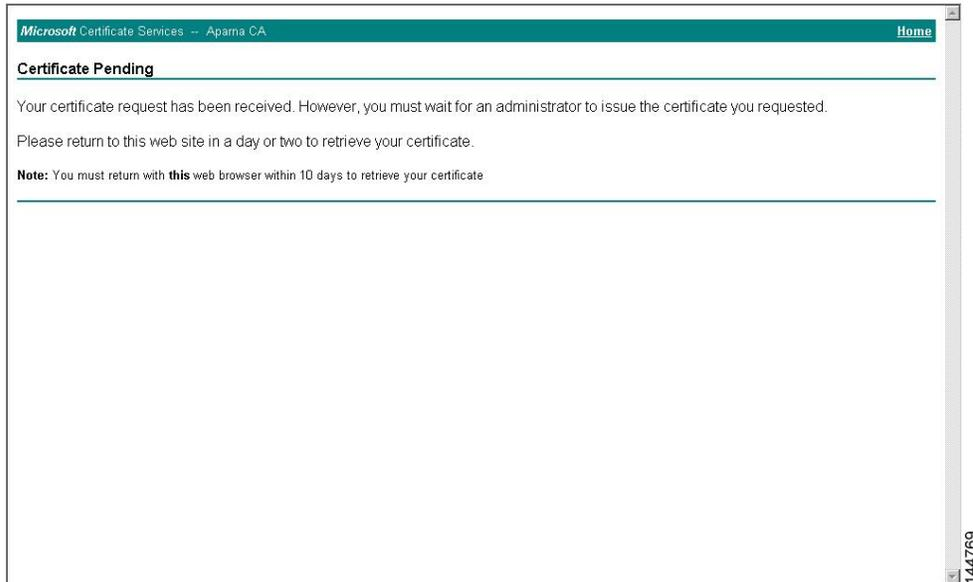 Microsoft Certificate Services -- Aparna CA Home
Certificate Pending
Your certificate request has been received. However, you must wait for an administrator to issue the certificate you requested.
Please return to this web site in a day or two to retrieve your certificate.
Note: You must return with this web browser within 10 days to retrieve your certificate
144769